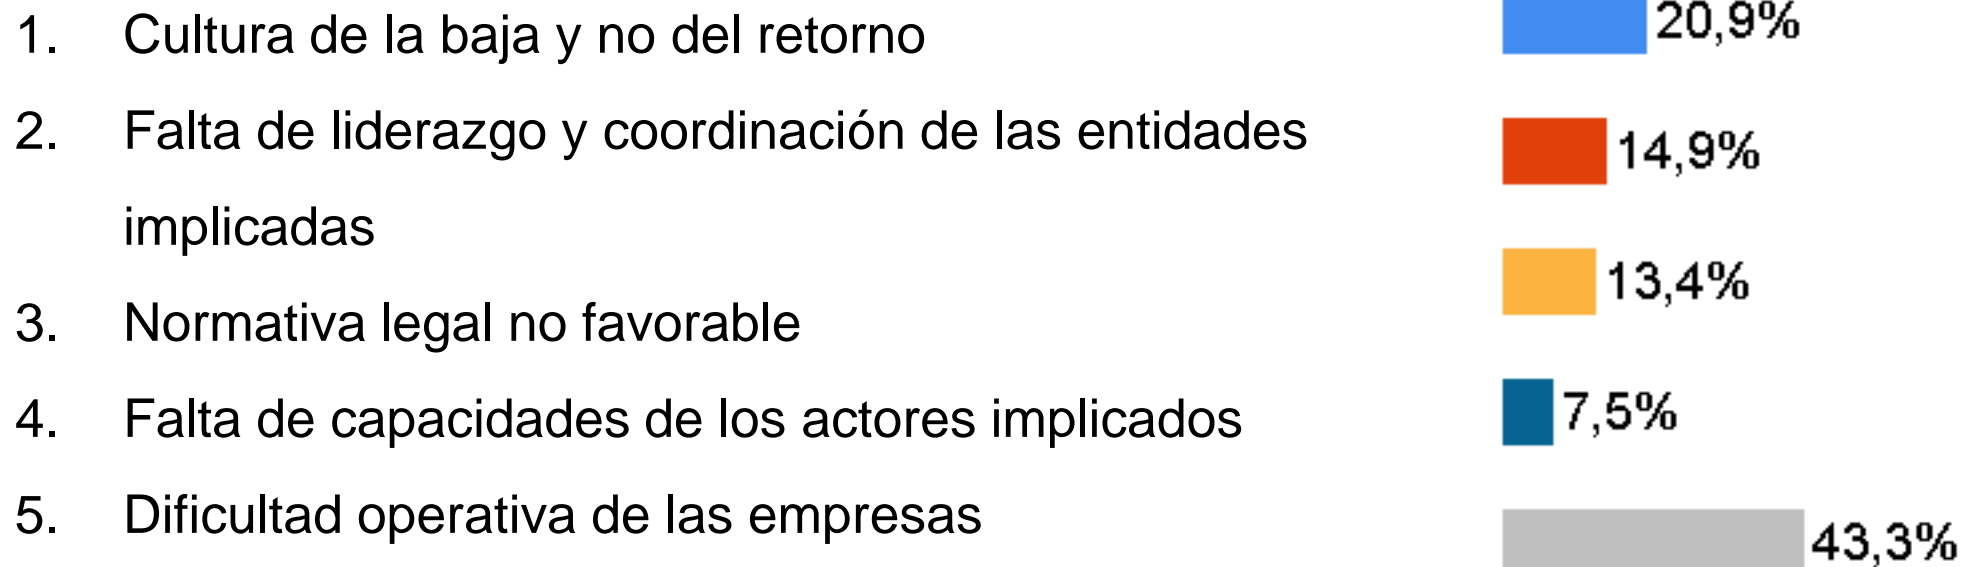 1. Cultura de la baja y no del retorno
20,9%
2. Falta de liderazgo y coordinación de las entidades
implicadas
14,9%
3. Normativa legal no favorable
13,4%
4. Falta de capacidades de los actores implicados
7,5%
5. Dificultad operativa de las empresas
43,3%